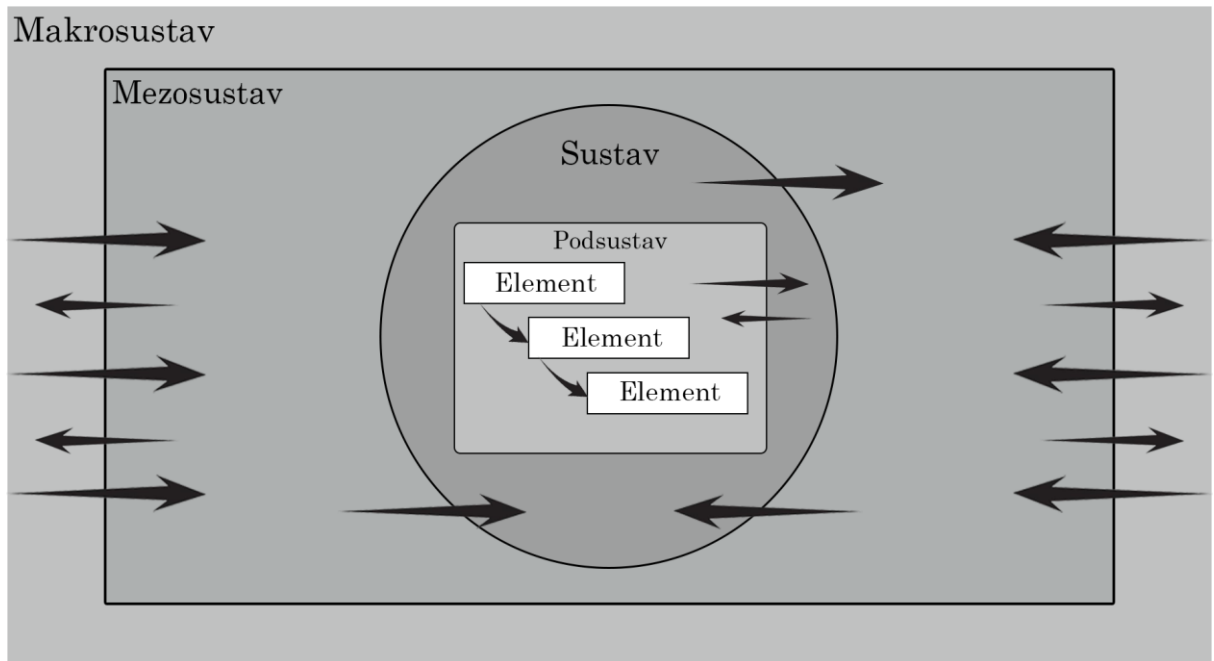 Makrosustav
Mezosustav
Sustav
Podsustav
Element
Element
Element